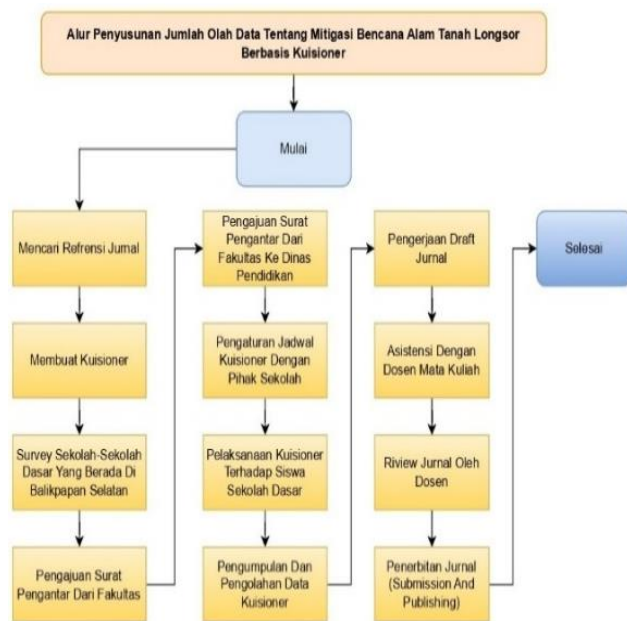 Alur Penyusunan Jumlah Olah Data Tentang Mitigasi Bencana Alam Tanah Longsor
Berbasis Kuisioner
Mulai
Mencari Refrensi Jurnal
Membuat Kuisioner
Survey Sekolah-Sekolah
Dasar Yang Berada Di
Balikpapan Selatan
Pengajuan Surat
Pengantar Dari Fakultas
Pengajuan Surat
Pengantar Dari
Fakultas Ke Dinas
Pendidikan
Pengaturan Jadwal
Kuisioner Dengan
Pihak Sekolah
Pelaksanaan Kuisioner
Terhadap Siswa
Sekolah Dasar
Pengumpulan Dan
Pengolahan Data
Kuisioner
Pengerjaan Draft
Jurnal
Asistensi Dengan
Dosen Mata Kuliah
Riview Jurnal Oleh
Dosen
Penerbitan Jurnal
(Submission And
Publishing)
Selesai